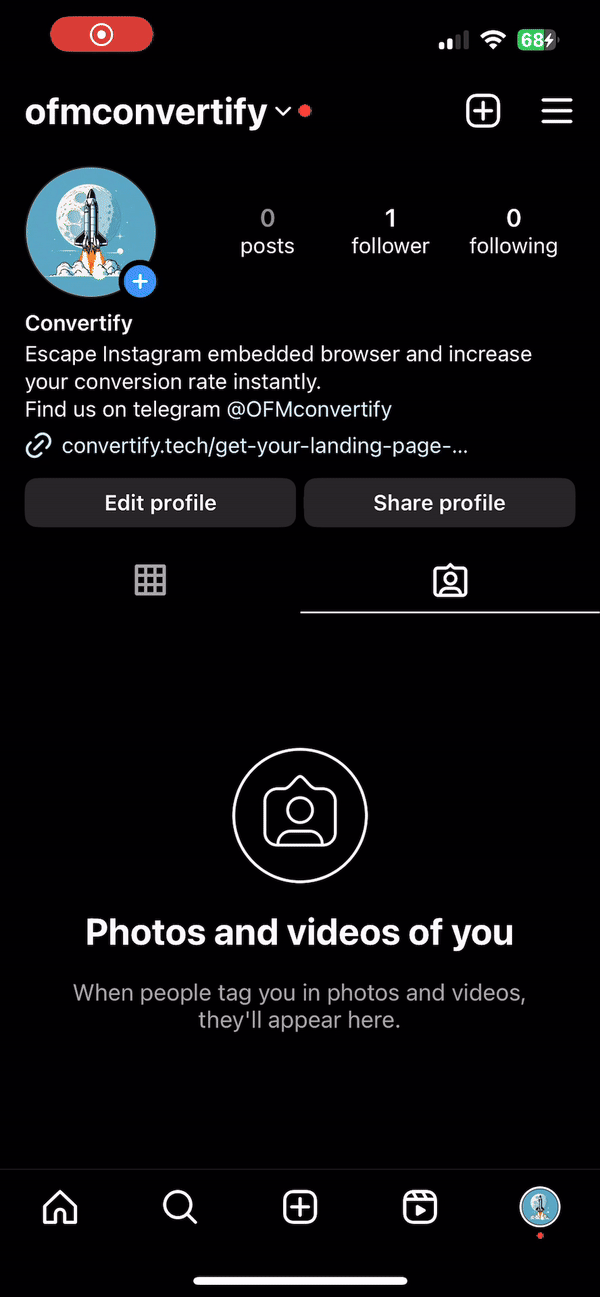 68
ofmconvertify
0
1
0
posts
follower
following
Convertify
Escape Instagram embedded browser and increase
your conversion rate instantly.
Find us on telegram @OFMconvertify
convertify.tech/get-your-landing-page-...
Edit profile
Share profile
Photos and videos of you
When people tag you in photos and videos,
they'll appear here.